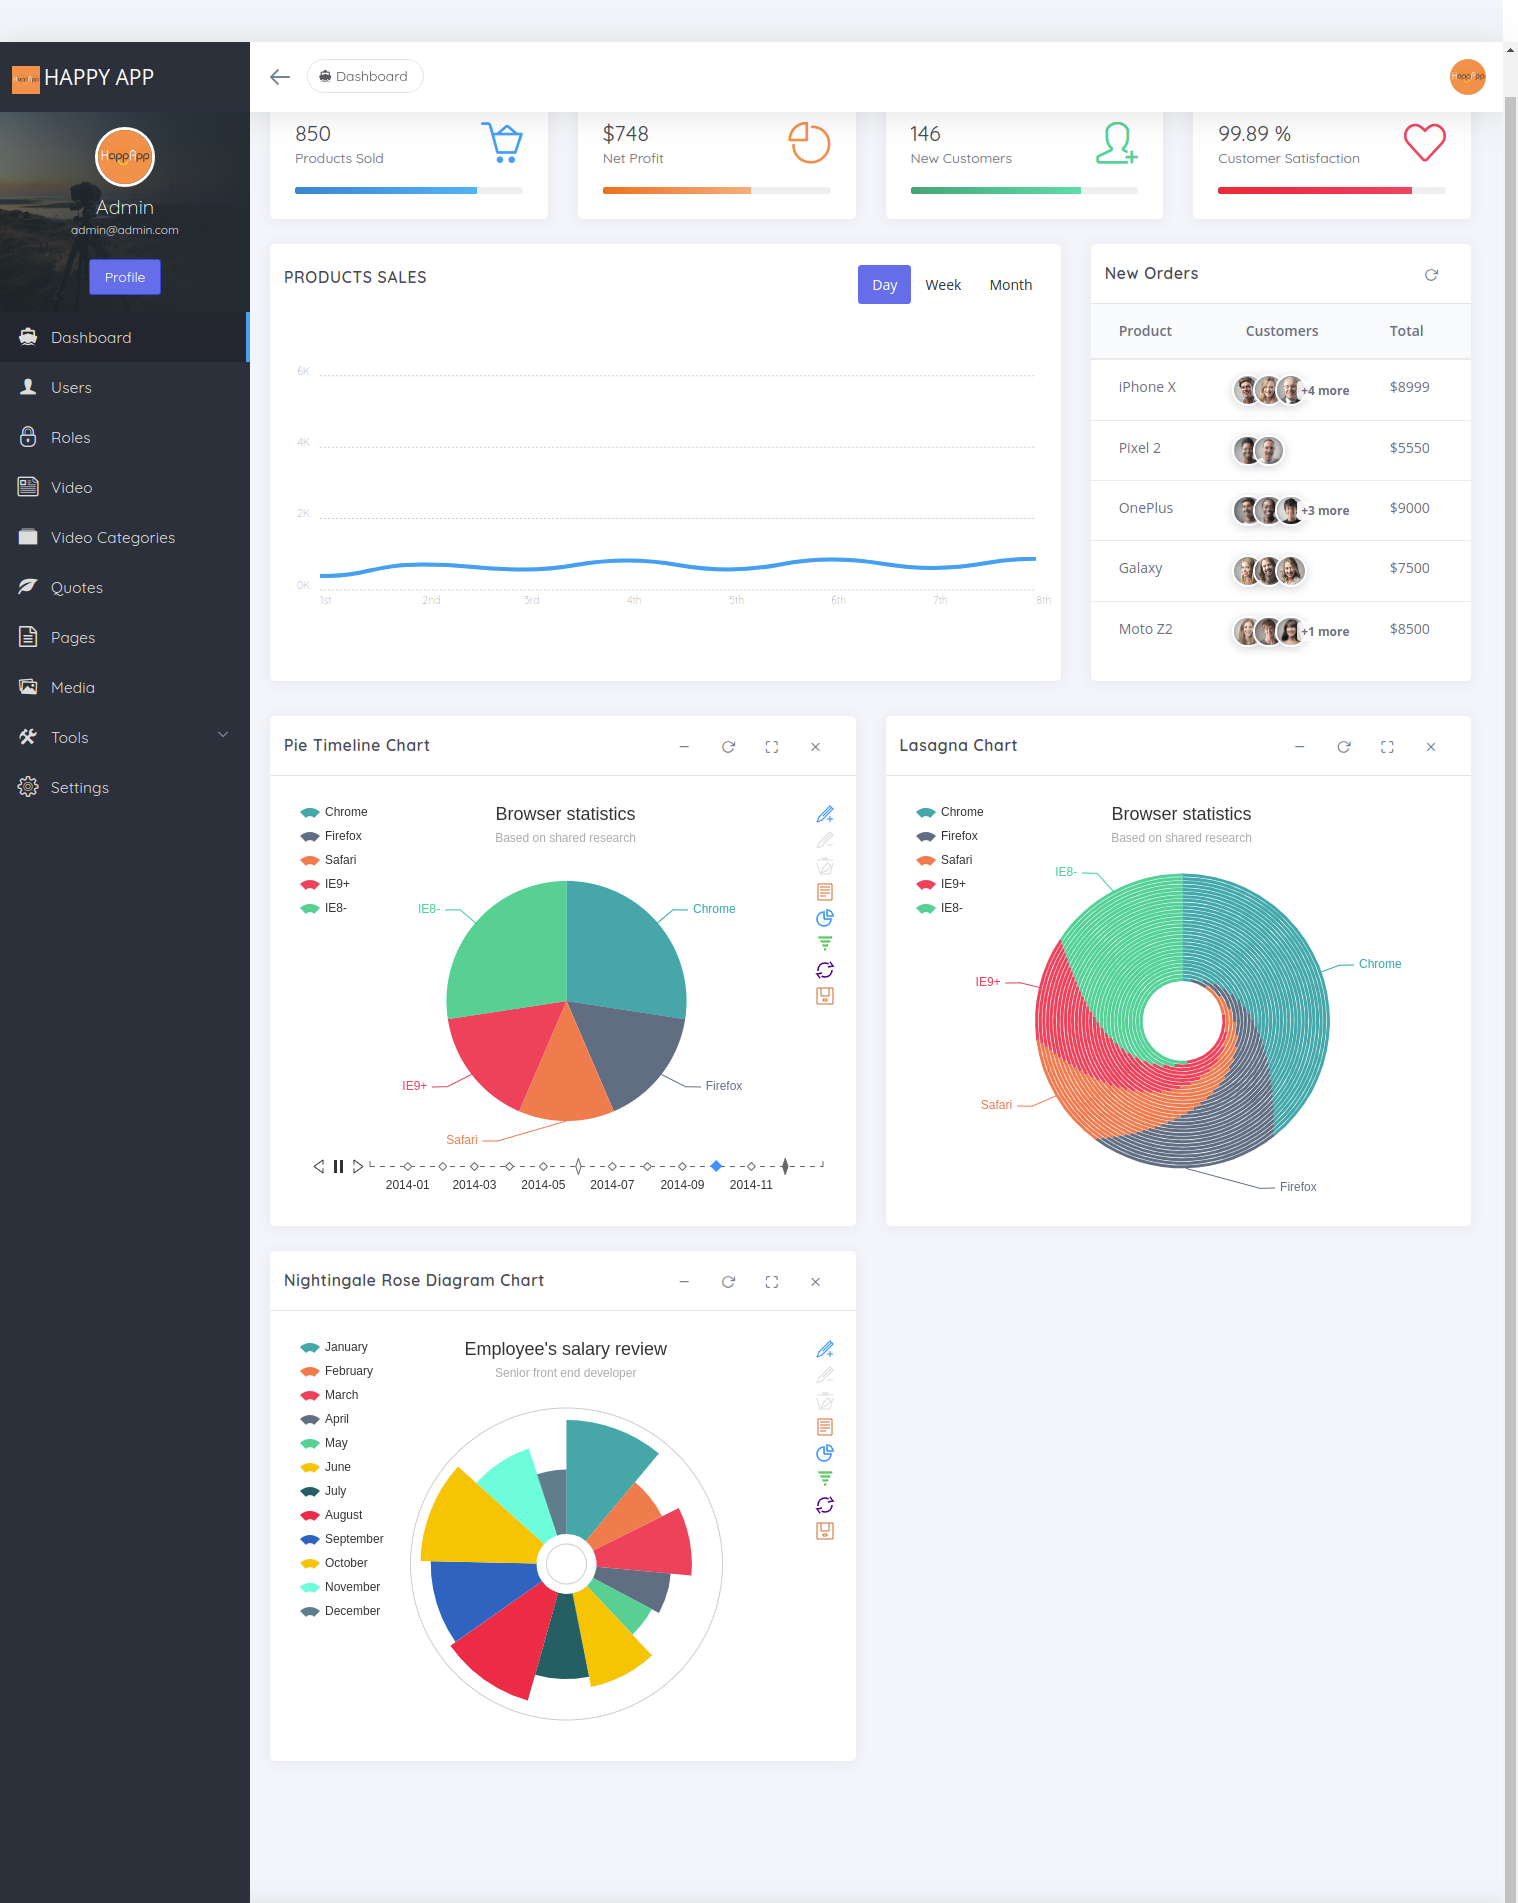 HAPPY APP
Dashboard
HappApp
HappApp
Admin
admin@admin.com
Profile
Dashboard
Users
Roles
Video
Video Categories
Quotes
Pages
Media
Tools
Settings
850
Products Sold
$748
Net Profit
146
New Customers
99.89 %
Customer Satisfaction
PRODUCTS SALES
Day Week Month
6K
4K
2K
0K
1st 2nd 3rd 4th 5th 6th 7th 8th
New Orders
Product Customers Total
iPhone X +4 more $8999
Pixel 2 $5550
OnePlus +3 more $9000
Galaxy $7500
Moto Z2 +1 more $8500
Pie Timeline Chart
Chrome
Firefox
Safari
IE9+
IE8-
Browser statistics
Based on shared research
IE8-
Chrome
IE9+
Firefox
Safari
2014-01 2014-03 2014-05 2014-07 2014-09 2014-11
Lasagna Chart
Chrome
Firefox
Safari
IE9+
IE8-
Browser statistics
Based on shared research
IE8-
Chrome
IE9+
Safari
Firefox
Nightingale Rose Diagram Chart
January
February
March
April
May
June
July
August
September
October
November
December
Employee's salary review
Senior front end developer